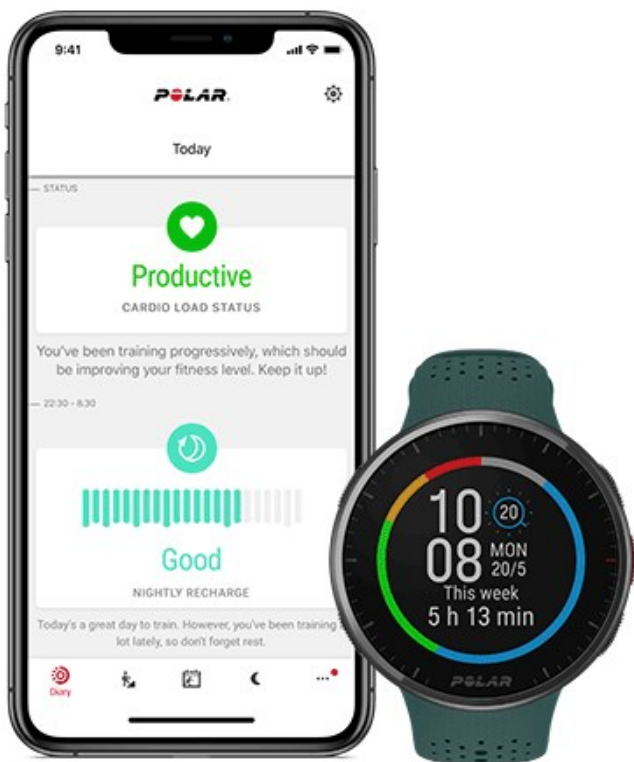 9:41
POLAR
Today
STATUS
Productive
CARDIO LOAD STATUS
You've been training progressively, which should
be improving your fitness level. Keep it up!
22:30 - 8.30
Good
NIGHTLY RECHARGE
Today's a great day to train. However, you've been training
lot lately, so don't forget rest.
Diary
10 20
08 MON
20/5
This week
5 h 13 min
POLAR